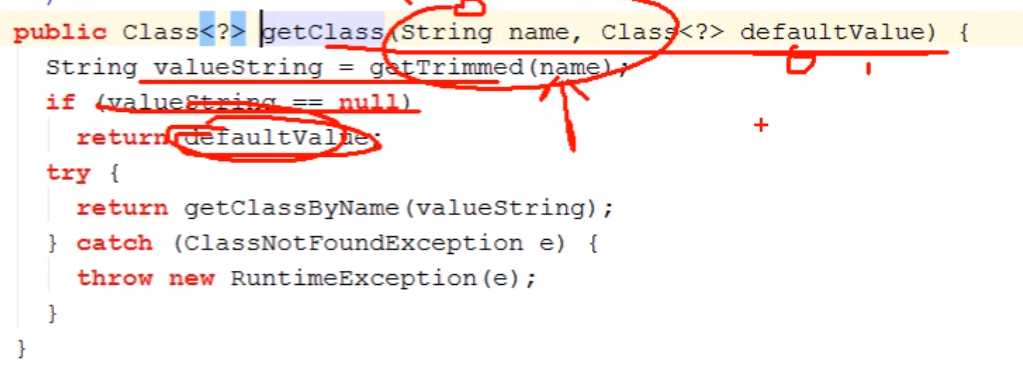 public Class<?> getClass(String name, Class<?> defaultValue) {
String valueString = getTrimmed(name);
if (valueString == null)
return defaultValue;
try {
return getClassByName(valueString);
} catch (ClassNotFoundException e) {
throw new RuntimeException(e);
}
}